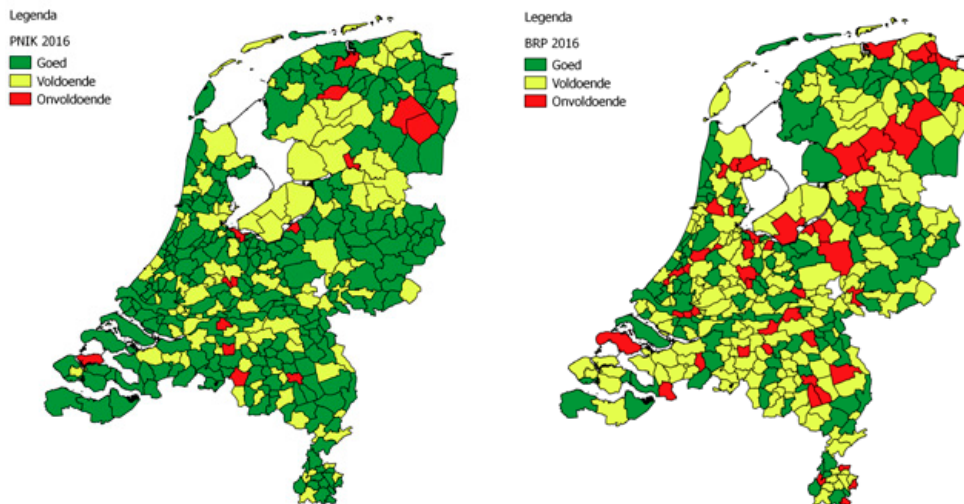 Legenda
PNIK 2016
Goed
Voldoende
Onvoldoende
Legenda
BRP 2016
Goed
Voldoende
Onvoldoende